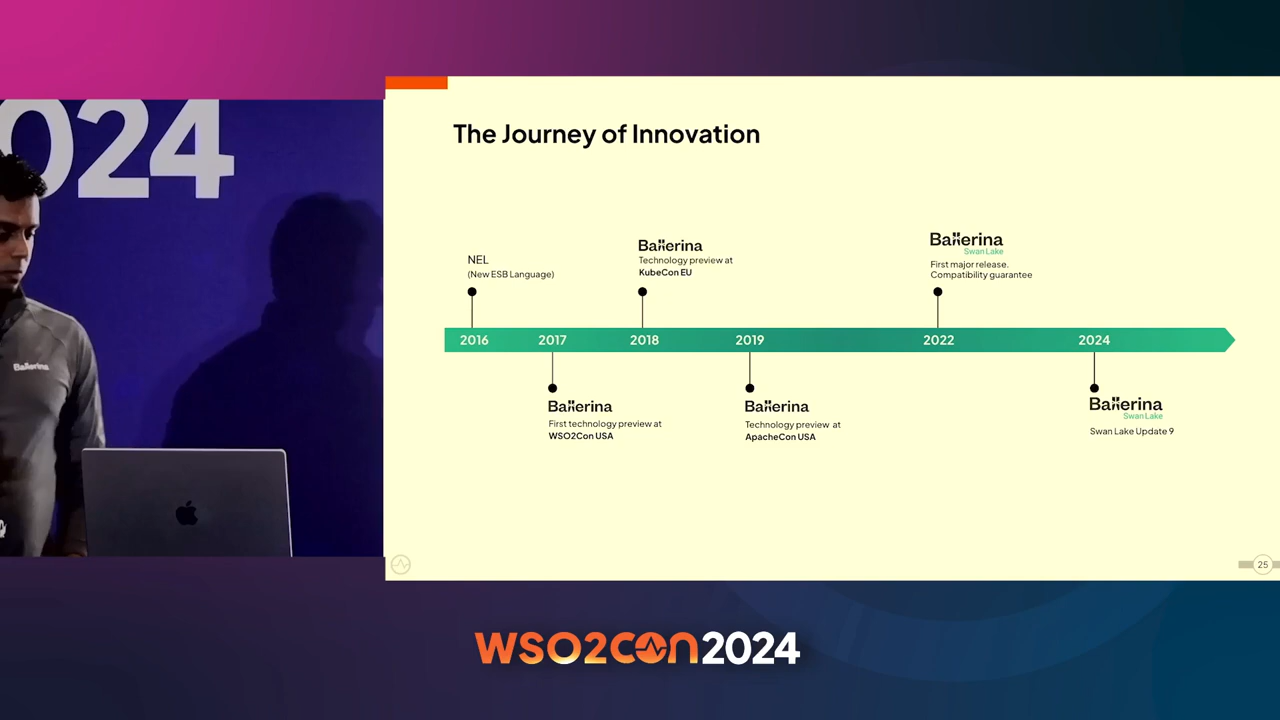 024
Ballerina
The Journey of Innovation
NEL
(New ESB Language)
Ballerina
Technology preview at
KubeCon EU
Ballerina
Swan Lake
First major release.
Compatibility guarantee
2016 2017 2018 2019 2022 2024
Ballerina
First technology preview at
WSO2Con USA
Ballerina
Technology preview at
ApacheCon USA
Ballerina
Swan Lake
Swan Lake Update 9
25
WSO2CON2024